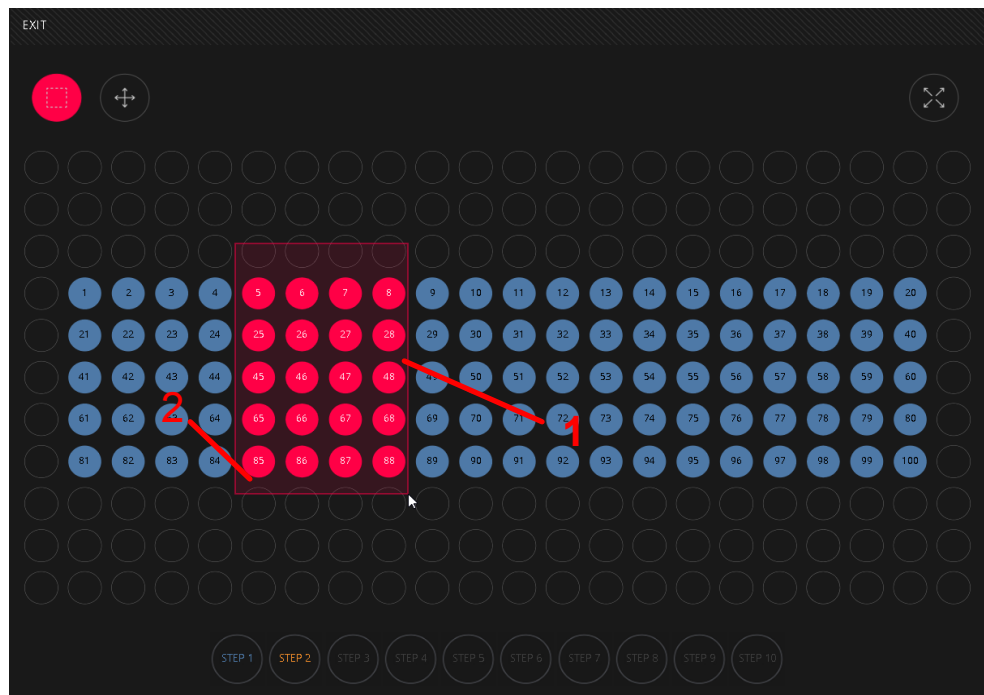 EXIT
1 2 3 4 5 6 7 8 9 10 11 12 13 14 15 16 17 18 19 20
21 22 23 24 25 26 27 28 29 30 31 32 33 34 35 36 37 38 39 40
41 42 43 44 45 46 47 48 50 51 52 53 54 55 56 57 58 59 60
2 1
61 62 64 65 66 67 68 69 70 71 72 73 74 75 76 77 78 79 80
81 82 83 84 85 86 87 88 89 90 91 92 93 94 95 96 97 98 99 100
STEP 1 STEP 2 STEP 3 STEP 4 STEP 5 STEP 6 STEP 7 STEP 8 STEP 9 STEP 10